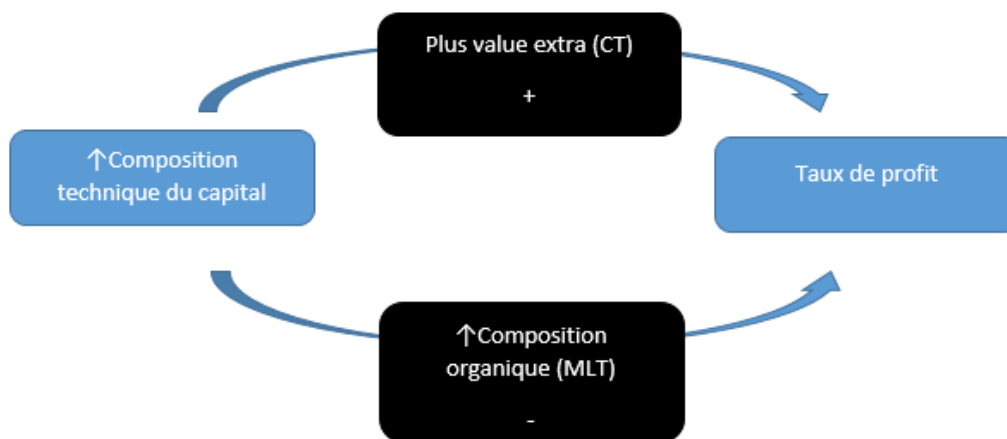 Plus value extra (CT)
+
↑Composition
technique du capital
Taux de profit
↑Composition
organique (MLT)
-